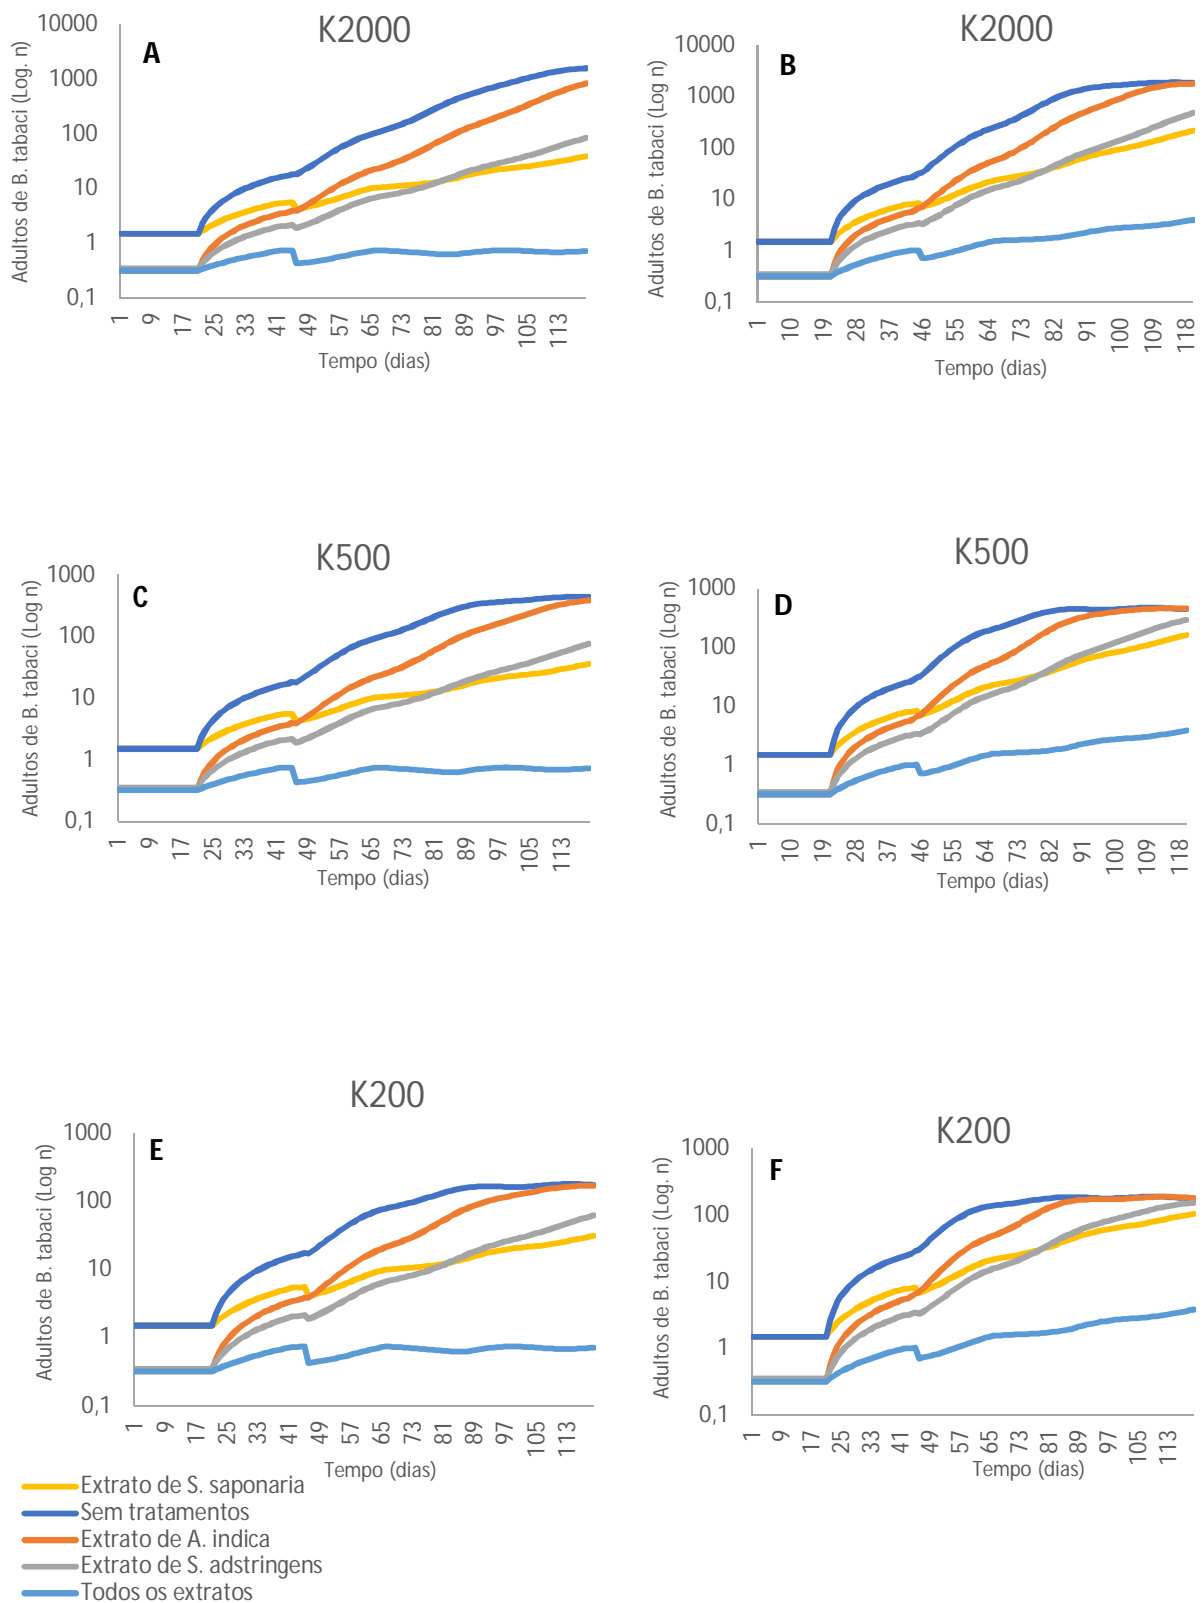 K2000
A
Adultos de B. tabaci (Log. n)
10000
1000
100
10
1
0,1
1 9 17 25 33 41 49 57 65 73 81 89 97 105 113
Tempo (dias)
K2000
B
Adultos de B. tabaci (Log n)
10000
1000
100
10
1
0,1
1 10 19 28 37 46 55 64 73 82 91 100 109 118
Tempo (dias)
K500
C
Adultos de B. tabaci (Log n)
1000
100
10
1
0,1
1 9 17 25 33 41 49 57 65 73 81 89 97 105 113
Tempo (dias)
K500
D
Adultos de B. tabaci (Log n)
1000
100
10
1
0,1
1 10 19 28 37 46 55 64 73 82 91 100 109 118
Tempo (dias)
K200
E
Adultos de B. tabaci (Log n)
1000
100
10
1
0,1
1 9 17 25 33 41 49 57 65 73 81 89 97 105 113
Tempo (dias)
K200
F
Adultos de B. tabaci (Log. n)
1000
100
10
1
0,1
1 9 17 25 33 41 49 57 65 73 81 89 97 105 113
Tempo (dias)
Extrato de S. saponaria
Sem tratamentos
Extrato de A. indica
Extrato de S. adstringens
Todos os extratos